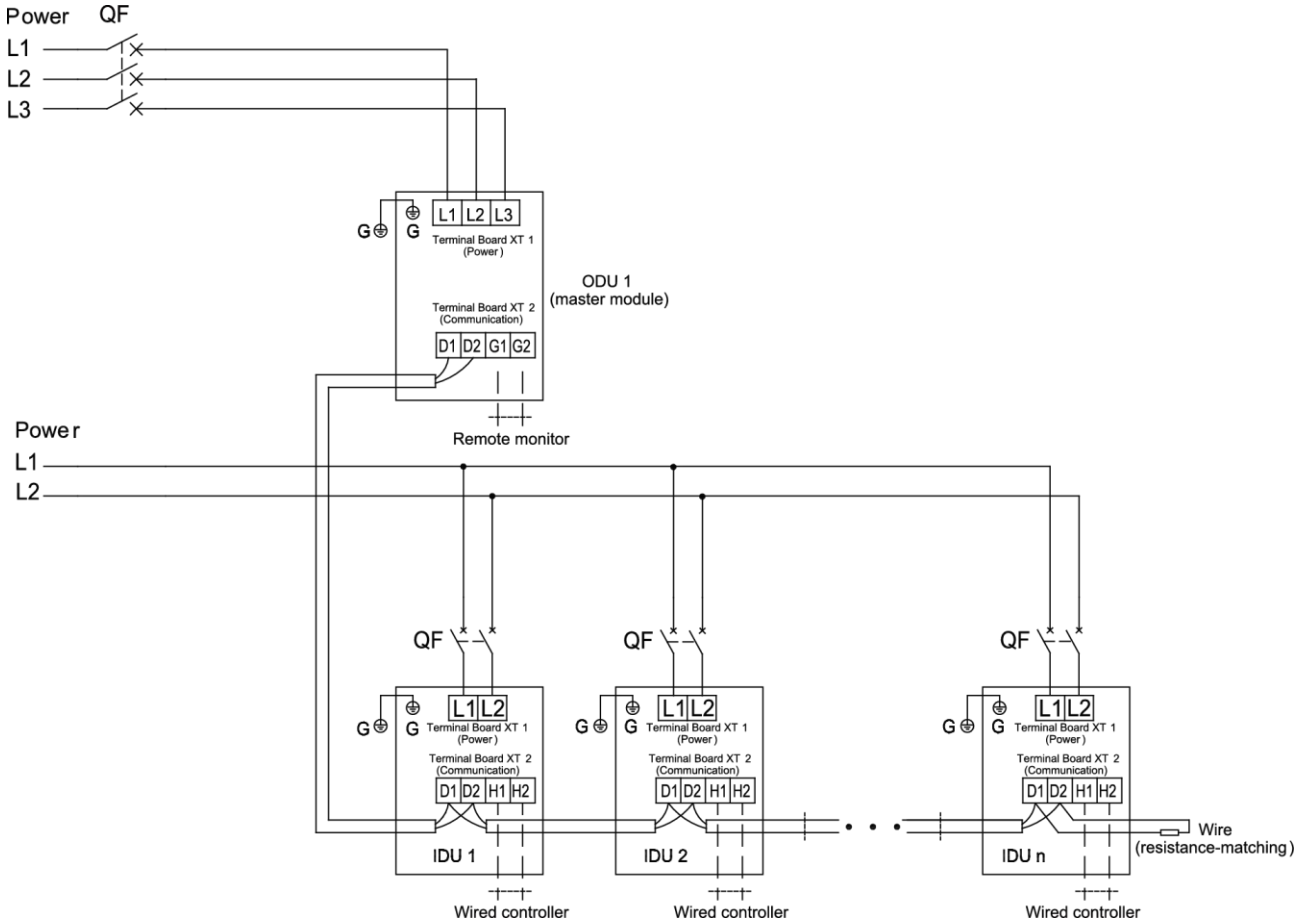 Power QF
L1
L2
L3
G G L1 L2 L3
Terminal Board XT 1
(Power)
ODU 1
(master module)
Terminal Board XT 2
(Communication)
D1 D2 G1 G2
Remote monitor
Power
L1
L2
QF QF QF
G G L1 L2
Terminal Board XT 1
(Power)
Terminal Board XT 2
(Communication)
D1 D2 H1 H2
IDU 1
Wired controller
G G L1 L2
Terminal Board XT 1
(Power)
Terminal Board XT 2
(Communication)
D1 D2 H1 H2
IDU 2
Wired controller
G G L1 L2
Terminal Board XT 1
(Power)
Terminal Board XT 2
(Communication)
D1 D2 H1 H2
IDU n
Wired controller
Wire
(resistance-matching)